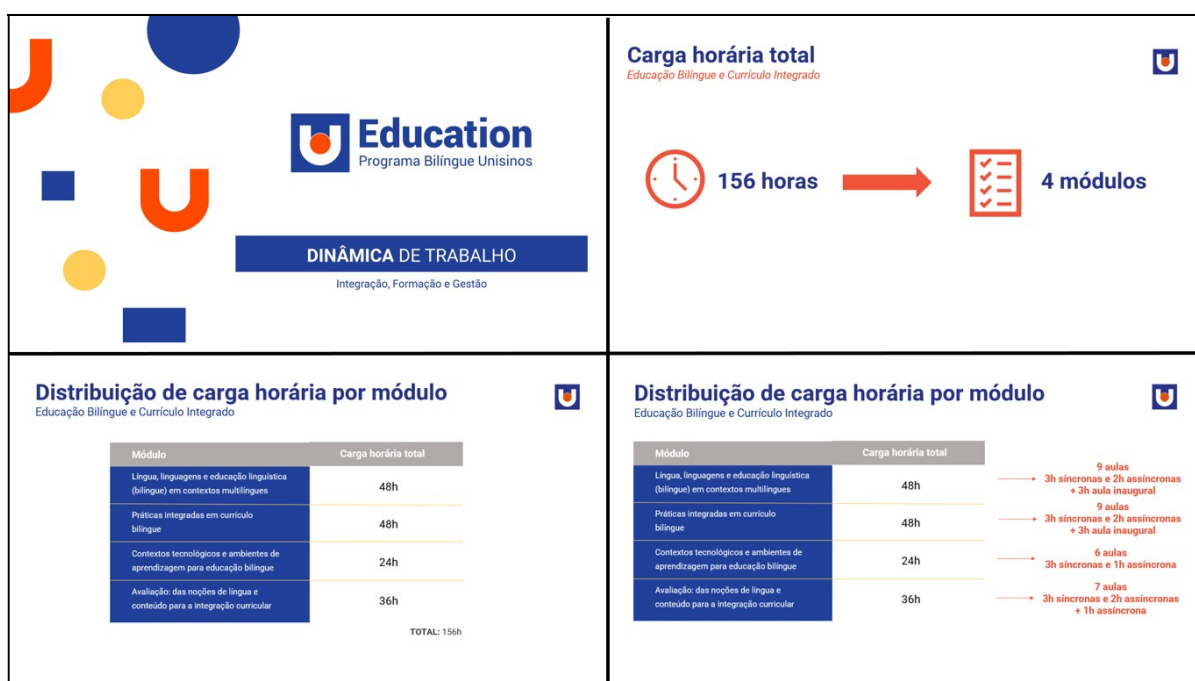 Education
Programa Bilíngue Unisinos
DINÂMICA DE TRABALHO
Integração, Formação e Gestão
Carga horária total
Educação Bilíngue e Currículo Integrado
156 horas
4 módulos
Distribuição de carga horária por módulo
Educação Bilíngue e Currículo Integrado
Módulo Carga horária total
Língua, linguagens e educação linguística
(bilíngue) em contextos multilíngues
48h
Práticas integradas em currículo
bilíngue
48h
Contextos tecnológicos e ambientes de
aprendizagem para educação bilíngue
24h
Avaliação: das noções de língua e
conteúdo para a integração curricular
36h
TOTAL: 156h
Distribuição de carga horária por módulo
Educação Bilíngue e Currículo Integrado
Módulo Carga horária total
Língua, linguagens e educação linguística
(bilíngue) em contextos multilíngues
48h
9 aulas
3h síncronas e 2h assíncronas
+ 3h aula inaugural
Práticas integradas em currículo
bilíngue
48h
9 aulas
3h síncronas e 2h assíncronas
+ 3h aula inaugural
Contextos tecnológicos e ambientes de
aprendizagem para educação bilíngue
24h
6 aulas
3h síncronas e 1h assíncrona
Avaliação: das noções de língua e
conteúdo para a integração curricular
36h
7 aulas
3h síncronas e 2h assíncronas
+ 1h assíncrona